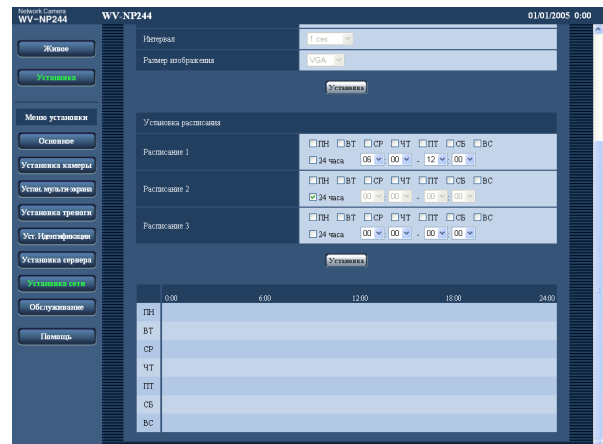 Network Camera
WV-NP244
WV-NP244 01/01/2005 0:00
Живое
Установка
Меню установки
Основное
Установка камеры
Устан. мульти-экрана
Установка тревоги
Уст. Идентификации
Установка сервера
Установка сети
Обслуживание
Помощь
Интервал 1 сек
Размер изображения VGA
Установка
Установка расписания
Расписание 1 ПН ВТ СР ЧТ ПТ СБ ВС
24 часа 06 : 00 - 12 : 00
Расписание 2 ПН ВТ СР ЧТ ПТ СБ ВС
24 часа 00 : 00 - 00 : 00
Расписание 3 ПН ВТ СР ЧТ ПТ СБ ВС
24 часа 00 : 00 - 00 : 00
Установка
0:00 6:00 12:00 18:00 24:00
ПН
ВТ
СР
ЧТ
ПТ
СБ
ВС